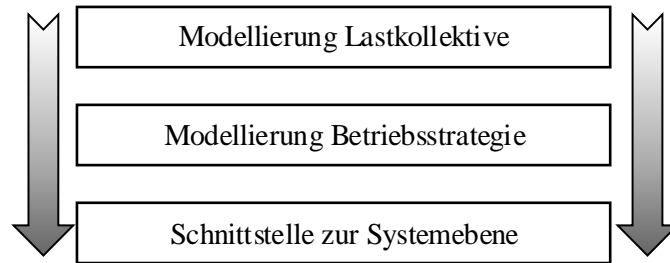 Modellierung Lastkollektive
Modellierung Betriebsstrategie
Schnittstelle zur Systemebene